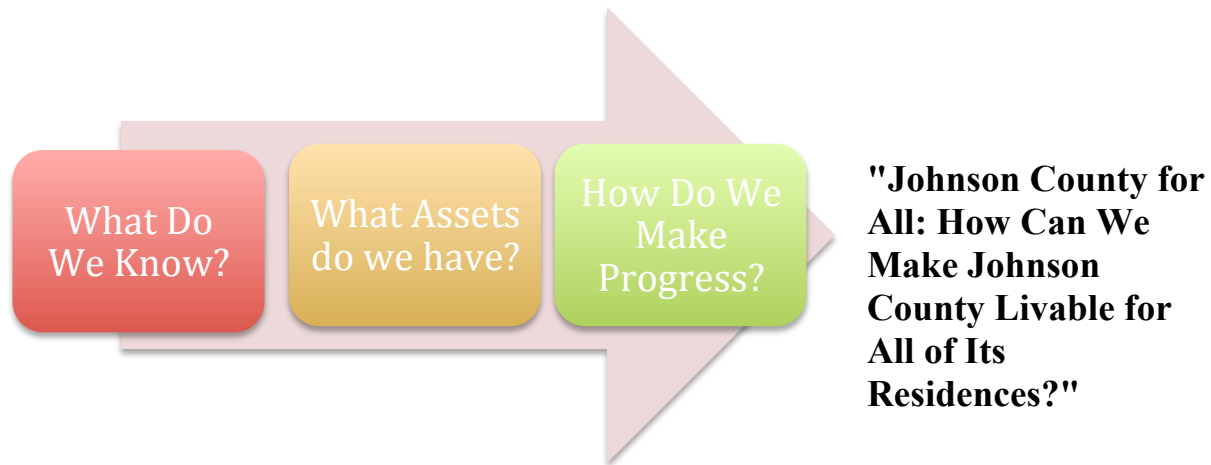 What Do
We Know?
What Assets
do we have?
How Do We
Make
Progress?
"Johnson County for
All: How Can We
Make Johnson
County Livable for
All of Its
Residences?"